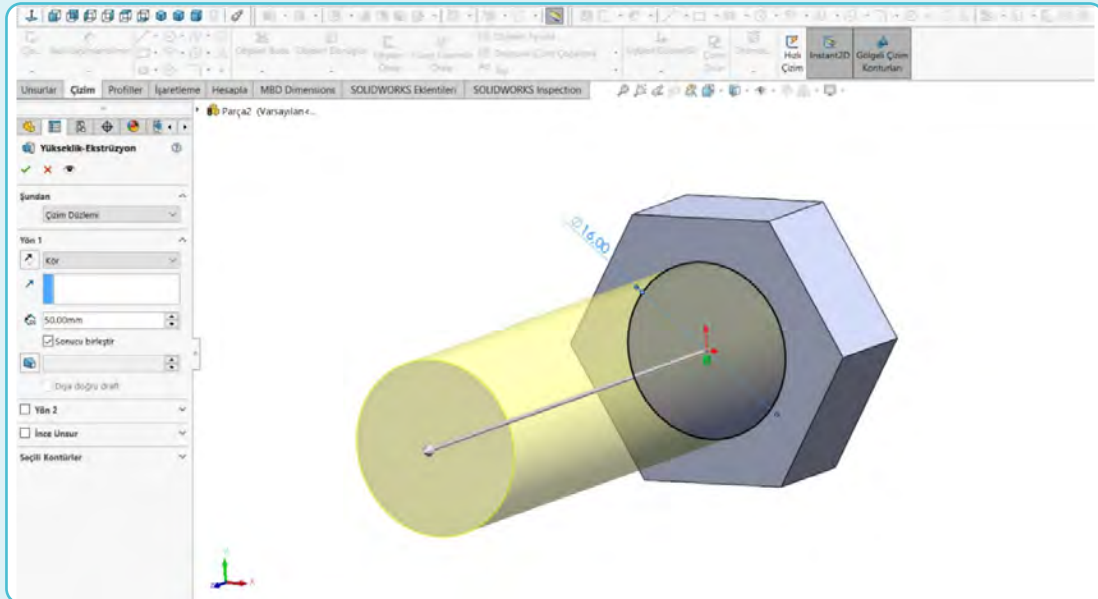 Hızlı
Çizim
Instant2D
Gölgeli Çizim
Konturları
Unsurlar Çizim Profiller İşaretleme Hesapla MBD Dimensions SOLIDWORKS Eklentileri SOLIDWORKS Inspection
Parça2 (Varsayılan<...
Yükseklik-Ekstrüzyon
Şundan
Çizim Düzlemi
Yön 1
Kör
50.00mm
Sonucu birleştir
Dışa doğru draft
Yön 2
İnce Unsur
Seçili Kontürler
∅16,00